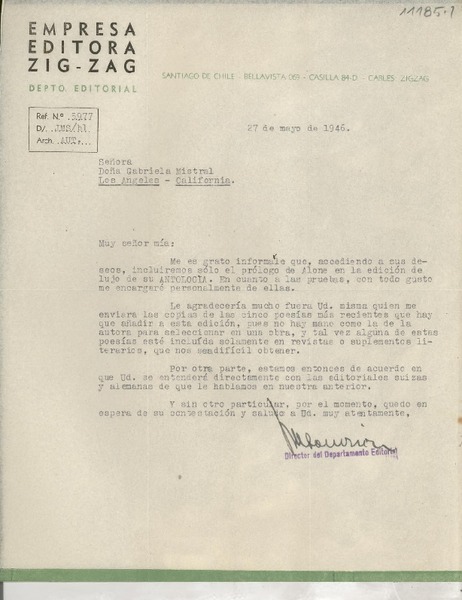 11185-1
EMPRESA
EDITORA
ZIG-ZAG
DEPTO. EDITORIAL
SANTIAGO DE CHILE - BELLAVISTA 069 - CASILLA 84-D - CABLES: ZIGZAG
Ref. N.º 5977
D/. JMS/RL
Arch. AUT.
27 de mayo de 1946.
Señora
Doña Gabriela Mistral
Los Angeles - California.
Muy señor mía:
Me es grato informarle que, accediendo a sus de-
seos, incluiremos sólo el prólogo de Alone en la edición de
lujo de su ANTOLOGIA. En cuanto a las pruebas, con todo gusto
me encargaré personalmente de ellas.
Le agradecería mucho fuera Ud. misma quien me
enviara las copias de las cinco poesías más recientes que hay
que añadir a esta edición, pues no hay mano como la de la
autora para seleccionar en una obra, y tal vez alguna de estas
poesías esté incluída solamente en revistas o suplementos li-
terarios, que nos sea difícil obtener.
Por otra parte, estamos entonces de acuerdo en
que Ud. se entenderá directamente con las editoriales suizas
y alemanas de que le hablamos en nuestra anterior.
Y sin otro particular, por el momento, quedo en
espera de su contestación y saludo a Ud. muy atentamente,
Director del Departamento Editorial